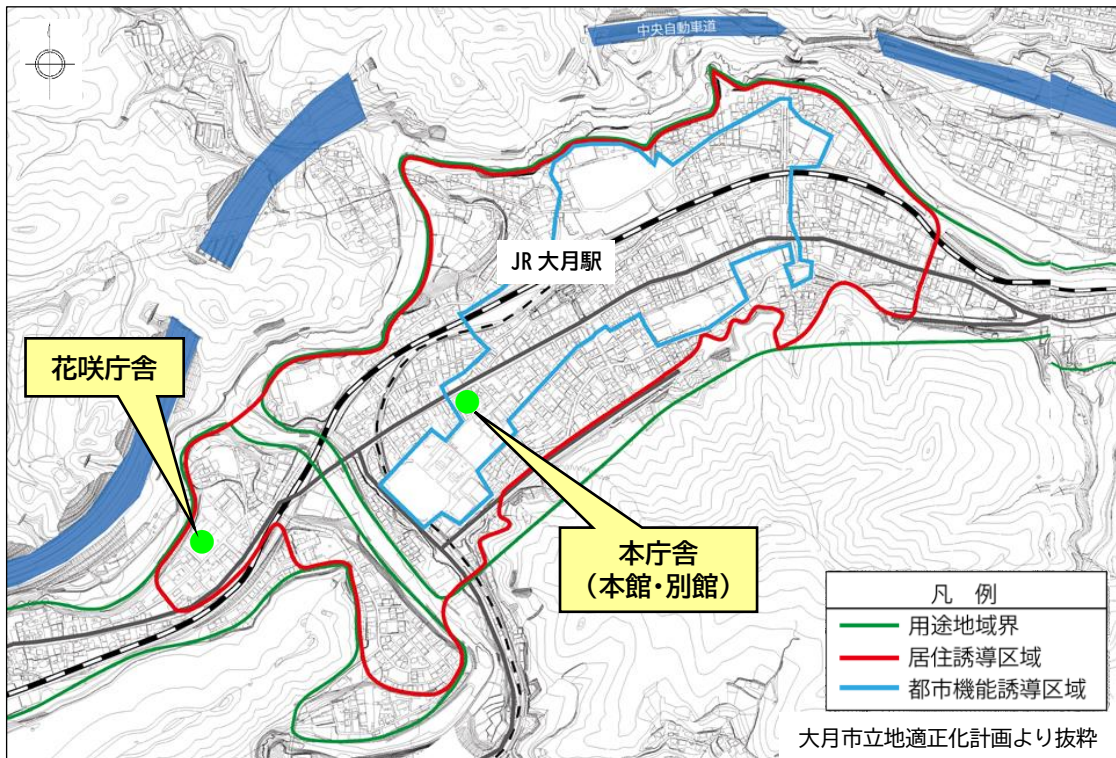 中央自動車道
JR 大月駅
花咲庁舎
本庁舎
（本館・別館）
凡 例
用途地域界
居住誘導区域
都市機能誘導区域
大月市立地適正化計画より抜粋